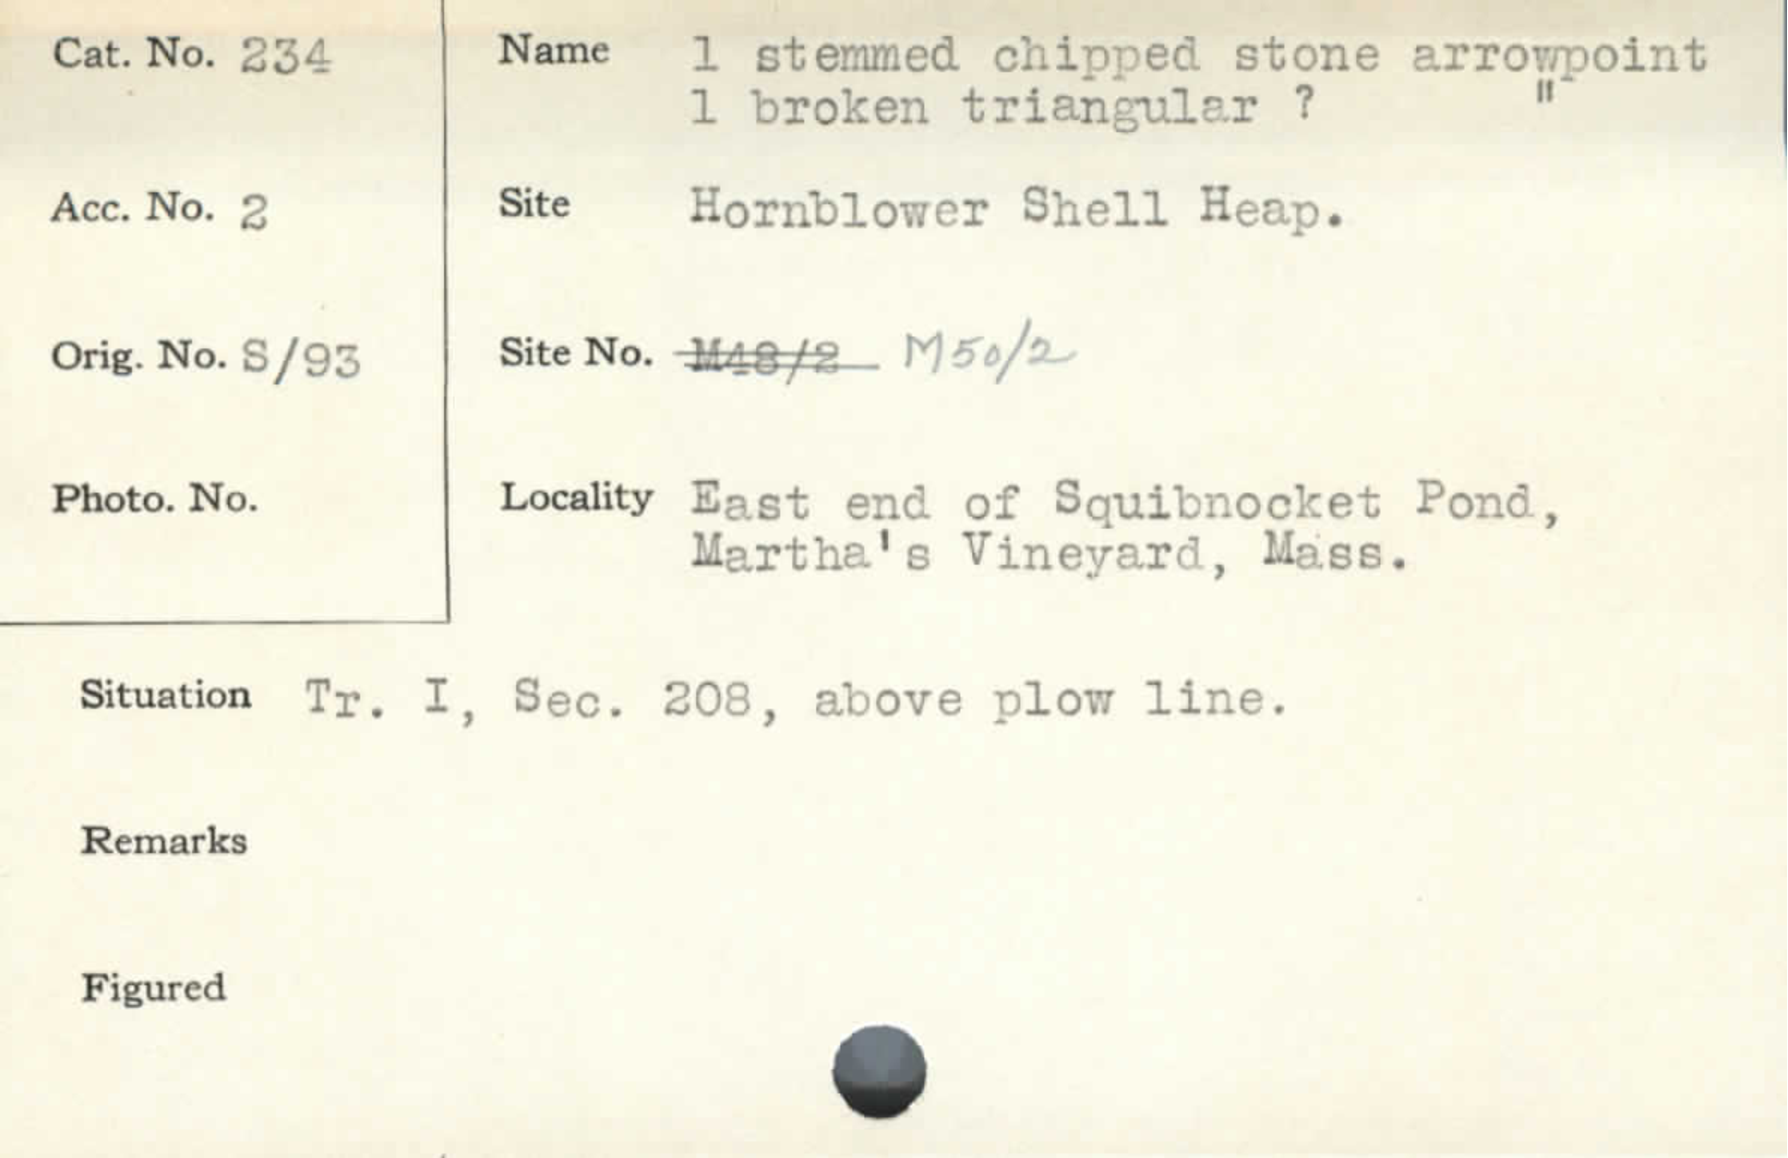 Cat. No. 234
Name 1 stemmed chipped stone arrowpoint
1 broken triangular ? "
Acc. No. 2
Site Hornblower Shell Heap.
Orig. No. S/93
Site No. M48/2 M50/2
Photo. No.
Locality East end of Squibnocket Pond,
Martha's Vineyard, Mass.
Situation Tr. I, Sec. 208, above plow line.
Remarks
Figured